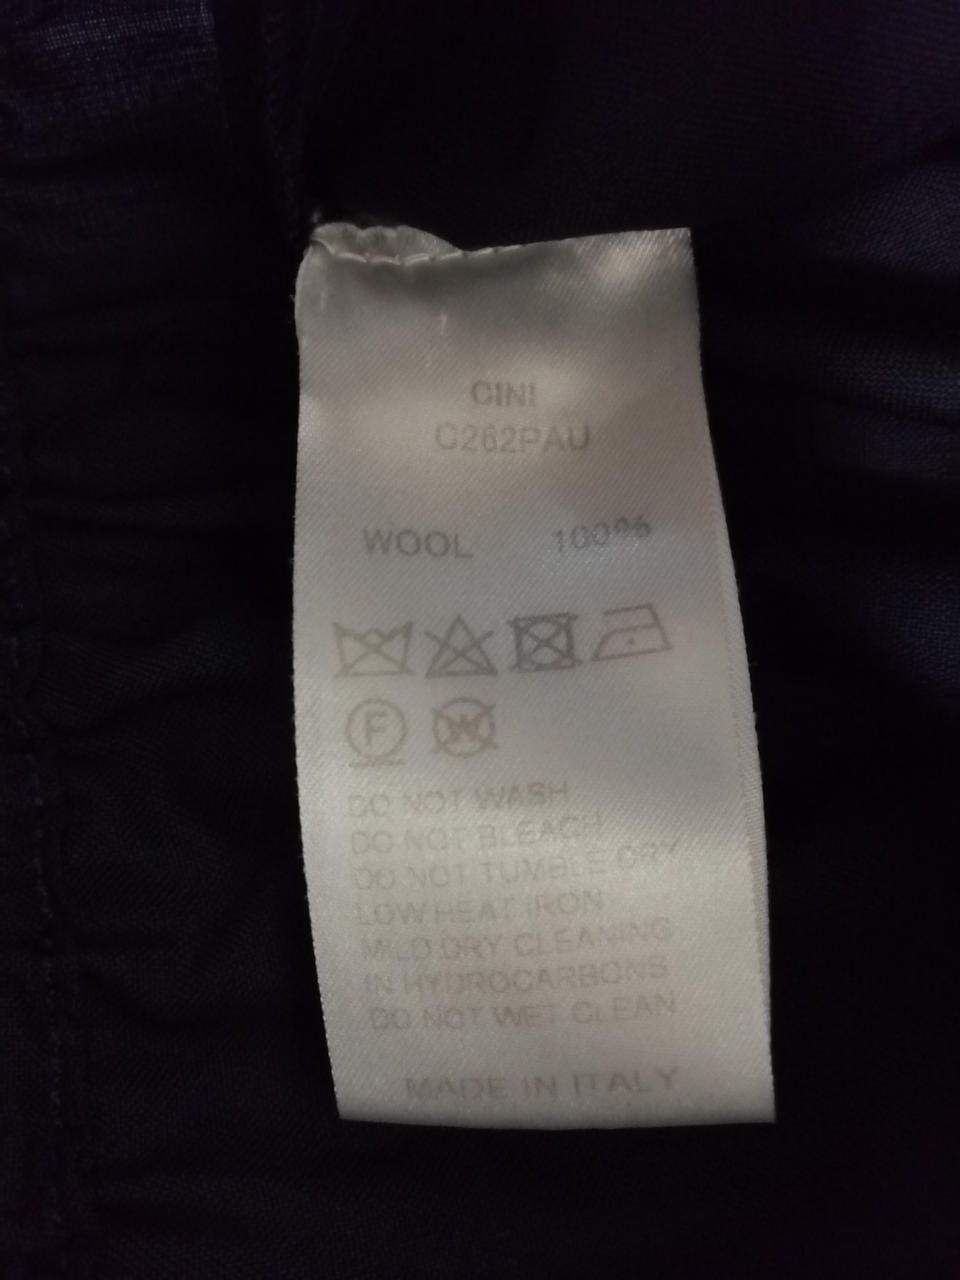 CINI
C262PAU
WOOL 100%
F W
DO NOT WASH
DO NOT BLEACH
DO NOT TUMBLE DRY
LOW HEAT IRON
MILD DRY CLEANING
IN HYDROCARBONS
DO NOT WET CLEAN
MADE IN ITALY